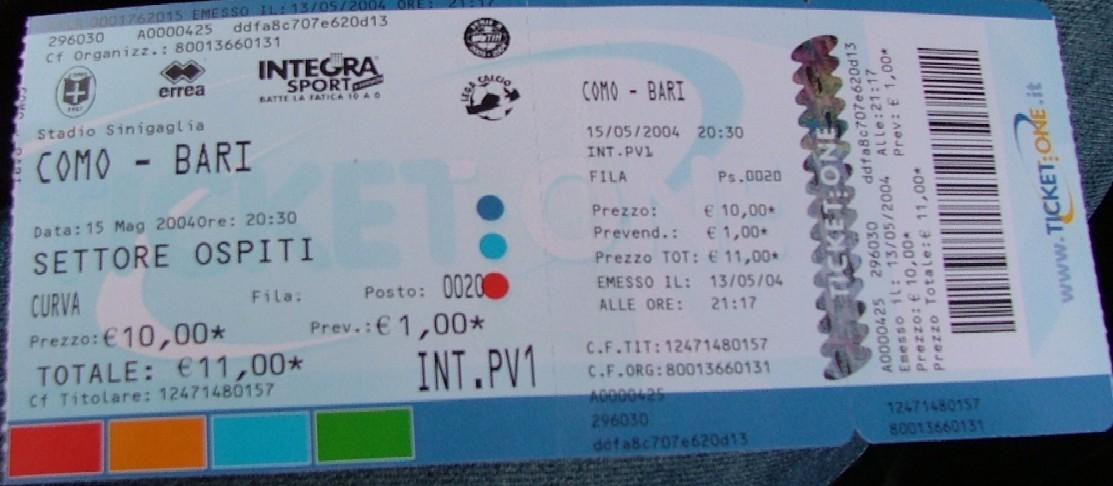 0001762015 EMESSO IL:13/05/2004 ORE: 21:17
296030 A0000425 ddfa8c707e620d13
Cf Organizz.: 80013660131
errea
INTEGRA
SPORT
BATTE LA FATICA 10 A 0
LEGA CALCIO
Stadio Sinigaglia
COMO - BARI
Data:15 Mag 2004Ore: 20:30
SETTORE OSPITI
CURVA Fila: Posto: 0020
Prezzo:€10,00* Prev.:€1,00*
TOTALE: €11,00* INT.PV1
Cf Titolare: 12471480157
COMO - BARI
15/05/2004 20:30
INT.PV1
FILA Ps.0020
Prezzo: € 10,00*
Prevend.: € 1,00*
Prezzo TOT: € 11,00*
EMESSO IL: 13/05/04
ALLE ORE: 21:17
C.F.TIT:12471480157
C.F.ORG:80013660131
A0000425
296030
ddfa8c707e620d13
TICKET:ONE
A0000425 296030 ddfa8c707e620d13
Emesso il: 13/05/2004 Alle:21:17
Prezzo: € 10,00* Prev: € 1,00*
Prezzo Totale:€ 11,00*
12471480157
80013660131
www.TICKET:ONE.it